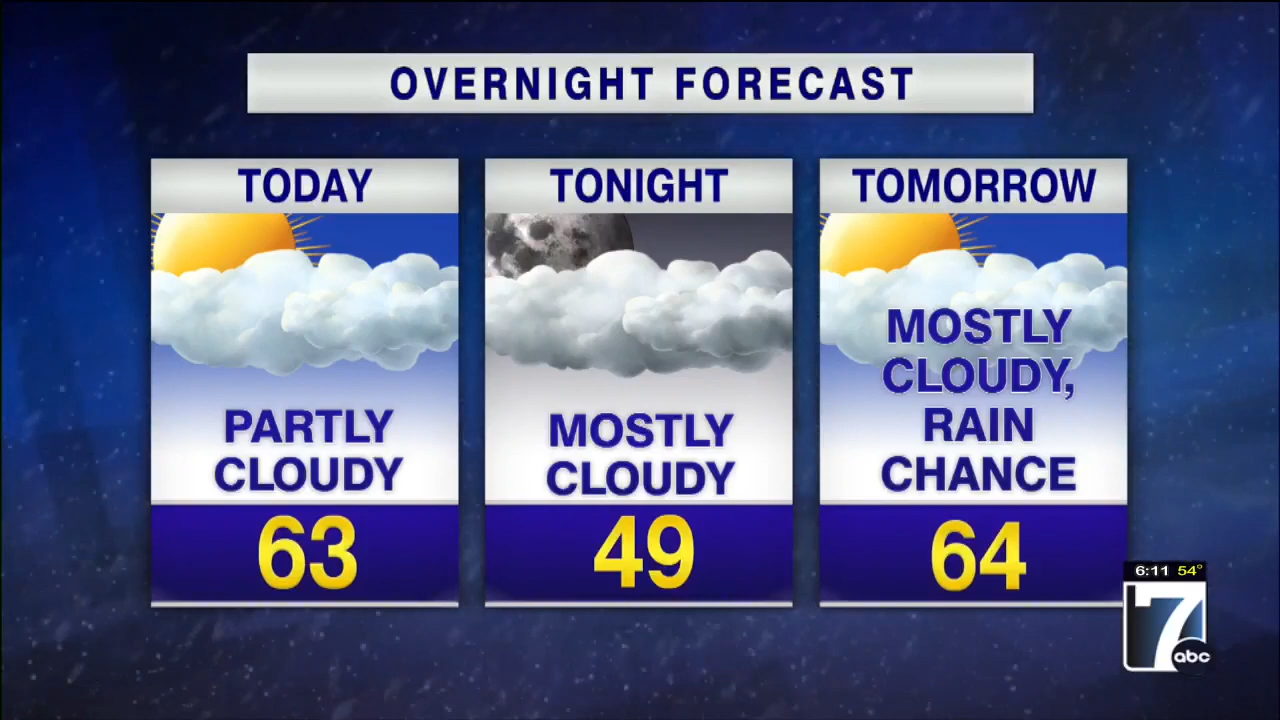 OVERNIGHT FORECAST
TODAY
PARTLY
CLOUDY
63
TONIGHT
MOSTLY
CLOUDY
49
TOMORROW
MOSTLY
CLOUDY,
RAIN
CHANCE
64
6:11 54°
7
abc